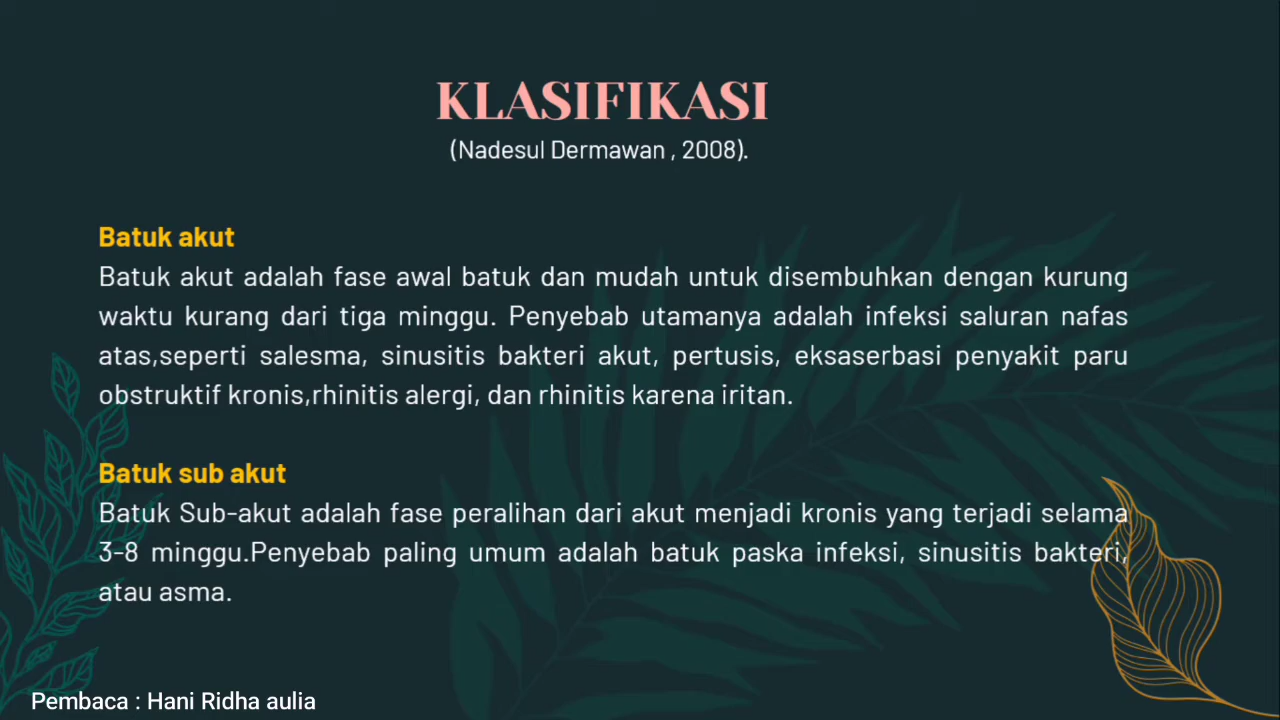 KLASIFIKASI
(Nadesul Dermawan , 2008).
Batuk akut
Batuk akut adalah fase awal batuk dan mudah untuk disembuhkan dengan kurung
waktu kurang dari tiga minggu. Penyebab utamanya adalah infeksi saluran nafas
atas,seperti salesma, sinusitis bakteri akut, pertusis, eksaserbasi penyakit paru
obstruktif kronis,rhinitis alergi, dan rhinitis karena iritan.
Batuk sub akut
Batuk Sub-akut adalah fase peralihan dari akut menjadi kronis yang terjadi selama
3-8 minggu.Penyebab paling umum adalah batuk paska infeksi, sinusitis bakteri,
atau asma.
Pembaca : Hani Ridha aulia